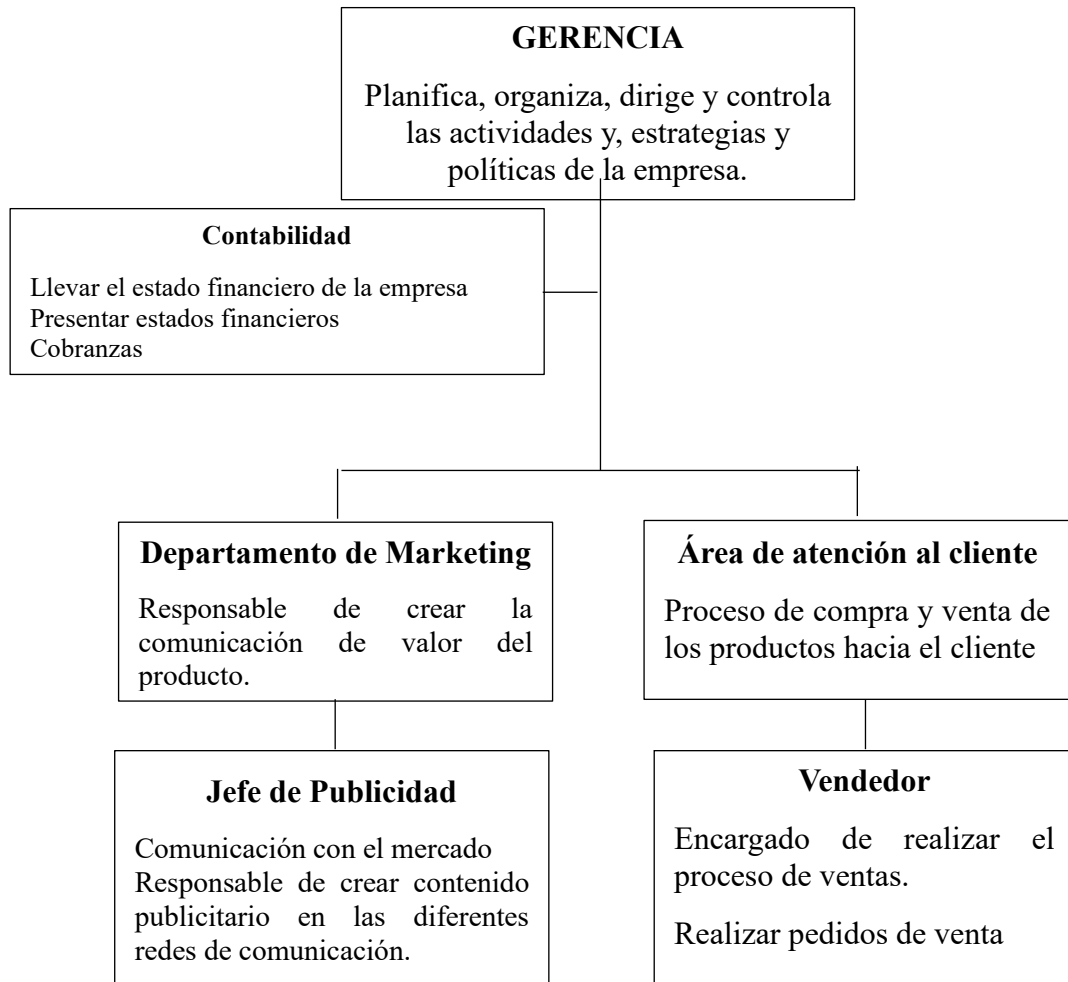 GERENCIA
Planifica, organiza, dirige y controla
las actividades y, estrategias y
políticas de la empresa.
Contabilidad
Llevar el estado financiero de la empresa
Presentar estados financieros
Cobranzas
Departamento de Marketing
Responsable de crear la
comunicación de valor del
producto.
Área de atención al cliente
Proceso de compra y venta de
los productos hacia el cliente
Jefe de Publicidad
Comunicación con el mercado
Responsable de crear contenido
publicitario en las diferentes
redes de comunicación.
Vendedor
Encargado de realizar el
proceso de ventas.
Realizar pedidos de venta